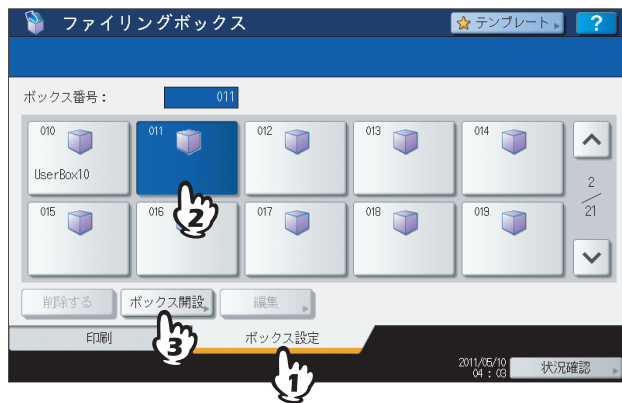 ファイリングボックス
テンプレート
?
ボックス番号：
011
010
011
012
013
014
UserBox10
2
21
015
016
017
018
019
2
削除する
ボックス開設
編集
3
印刷
ボックス設定
1
2011/05/10
04 : 03
状況確認